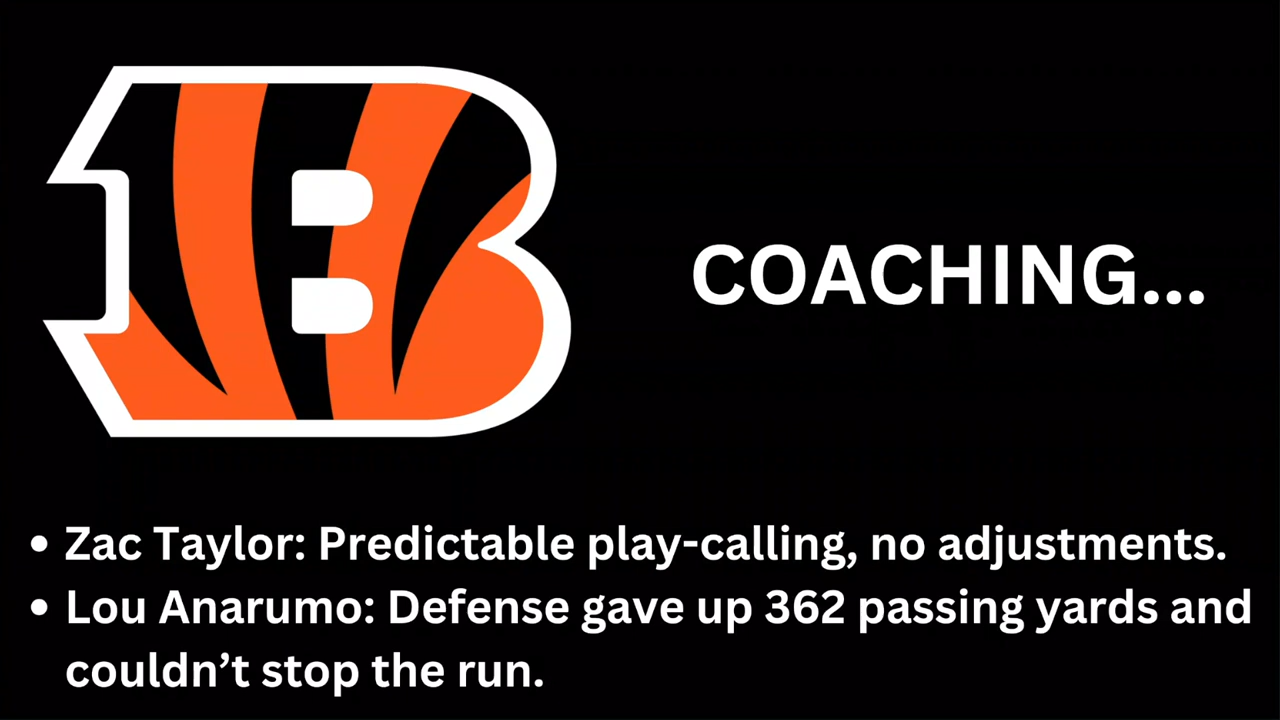 COACHING...
• Zac Taylor: Predictable play-calling, no adjustments.
• Lou Anarumo: Defense gave up 362 passing yards and
couldn’t stop the run.